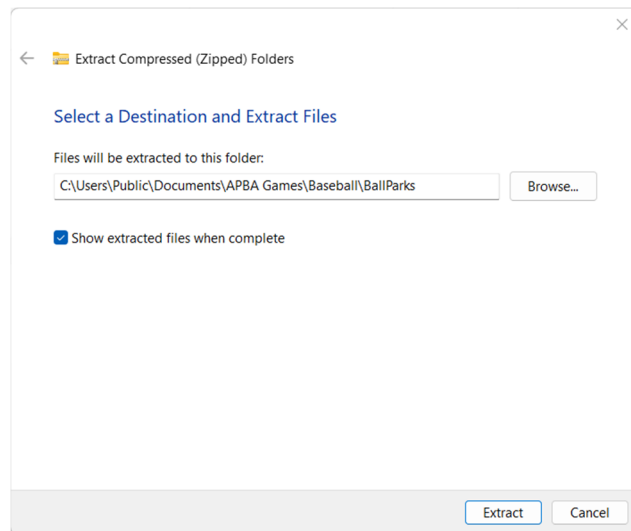 Extract Compressed (Zipped) Folders
Select a Destination and Extract Files
Files will be extracted to this folder:
C:\Users\Public\Documents\APBA Games\Baseball\BallParks
Browse...
Show extracted files when complete
Extract
Cancel